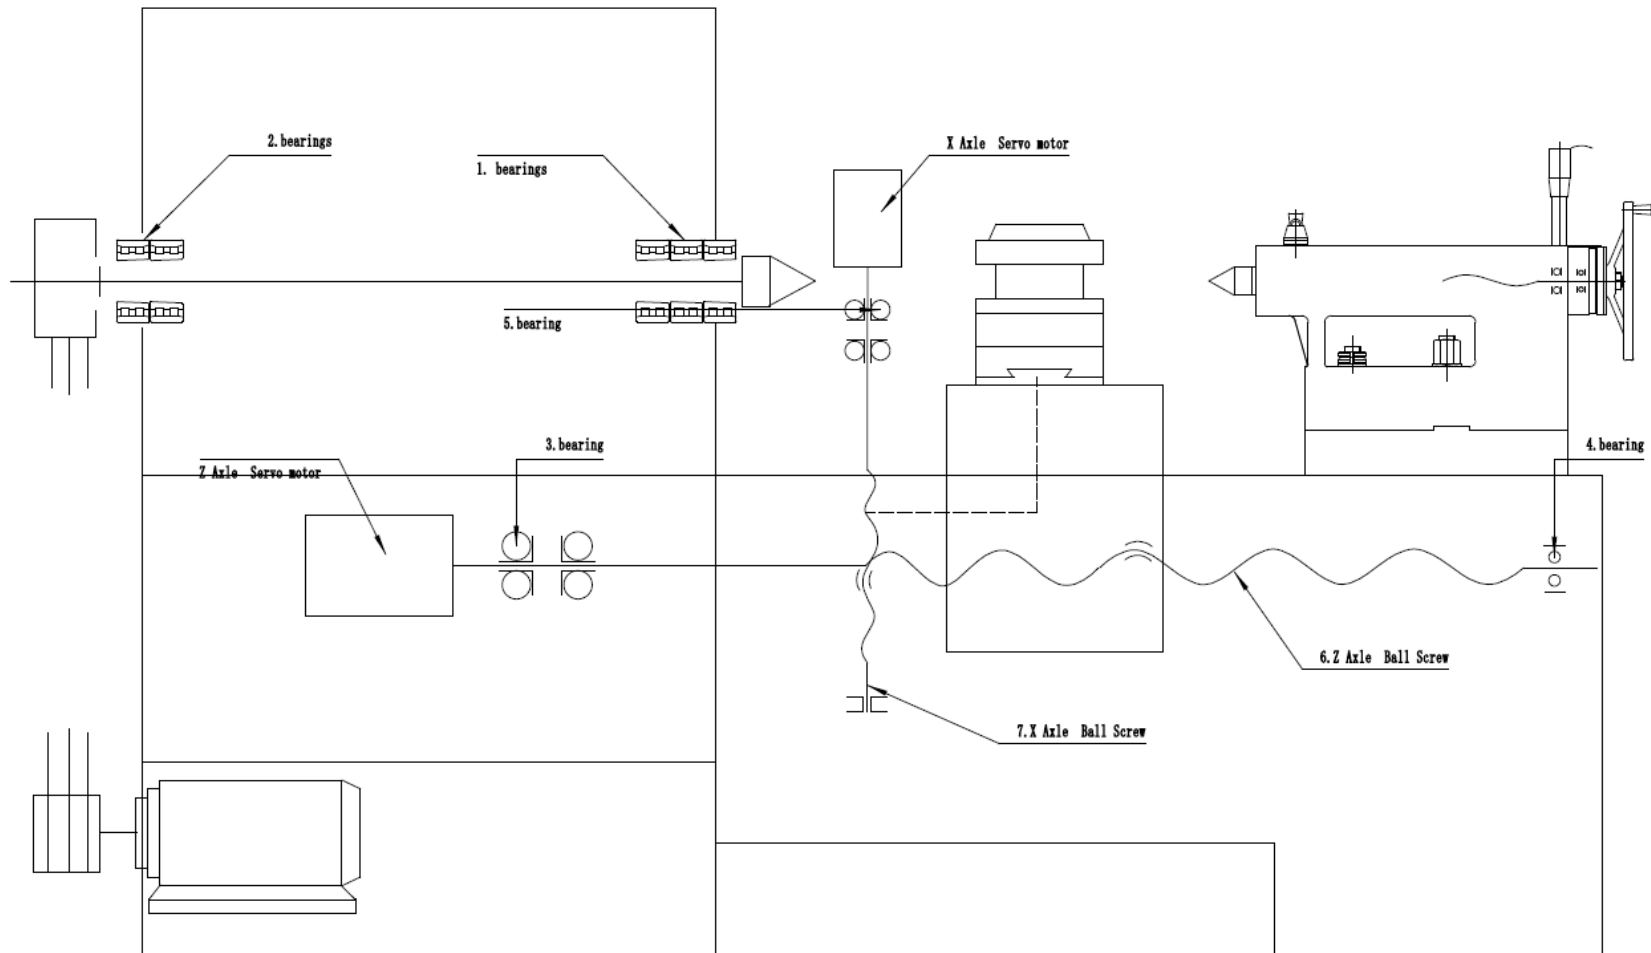 2.bearings
1. bearings
X Axle Servo motor
5.bearing
3.bearing
4.bearing
Z Axle Servo motor
6.Z Axle Ball Screw
7.X Axle Ball Screw